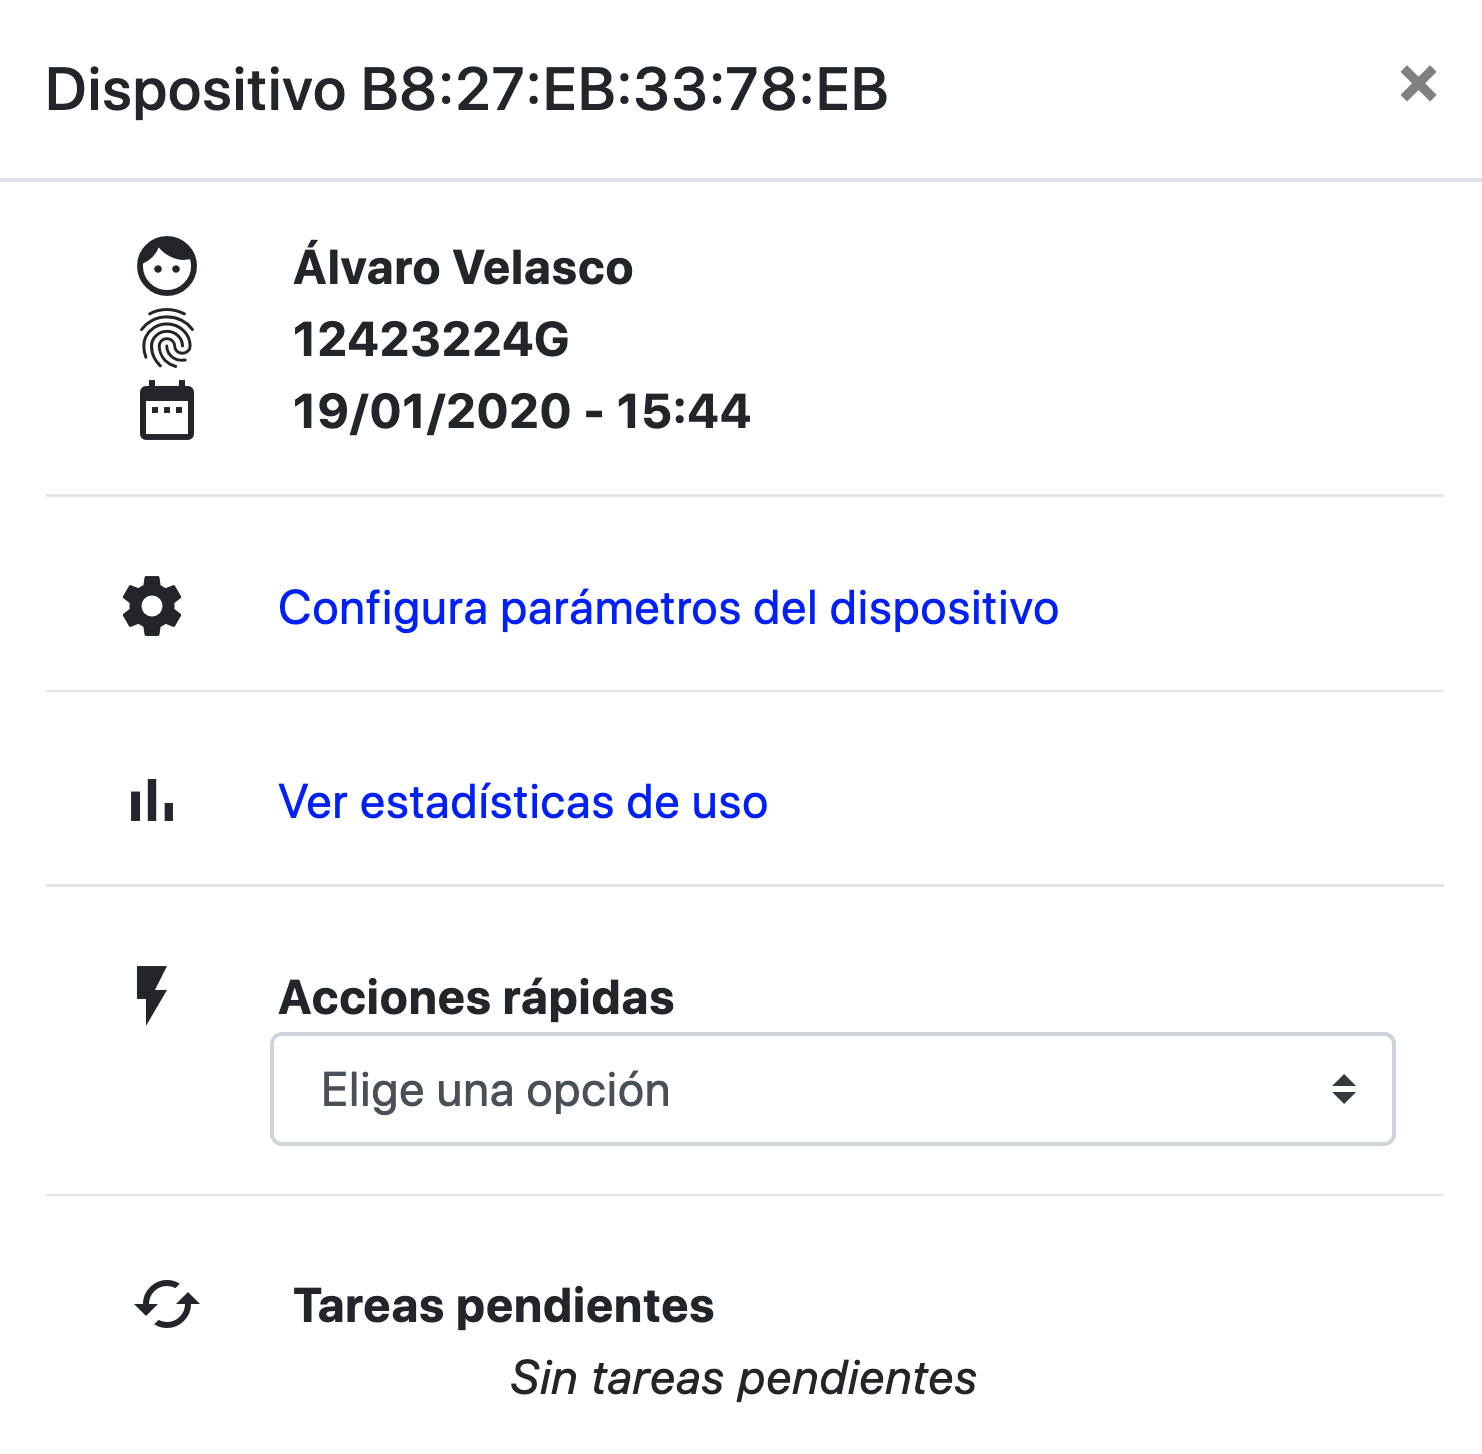 Dispositivo B8:27:EB:33:78:EB
Álvaro Velasco
12423224G
19/01/2020 - 15:44
Configura parámetros del dispositivo
Ver estadísticas de uso
Acciones rápidas
Elige una opción
Tareas pendientes
Sin tareas pendientes